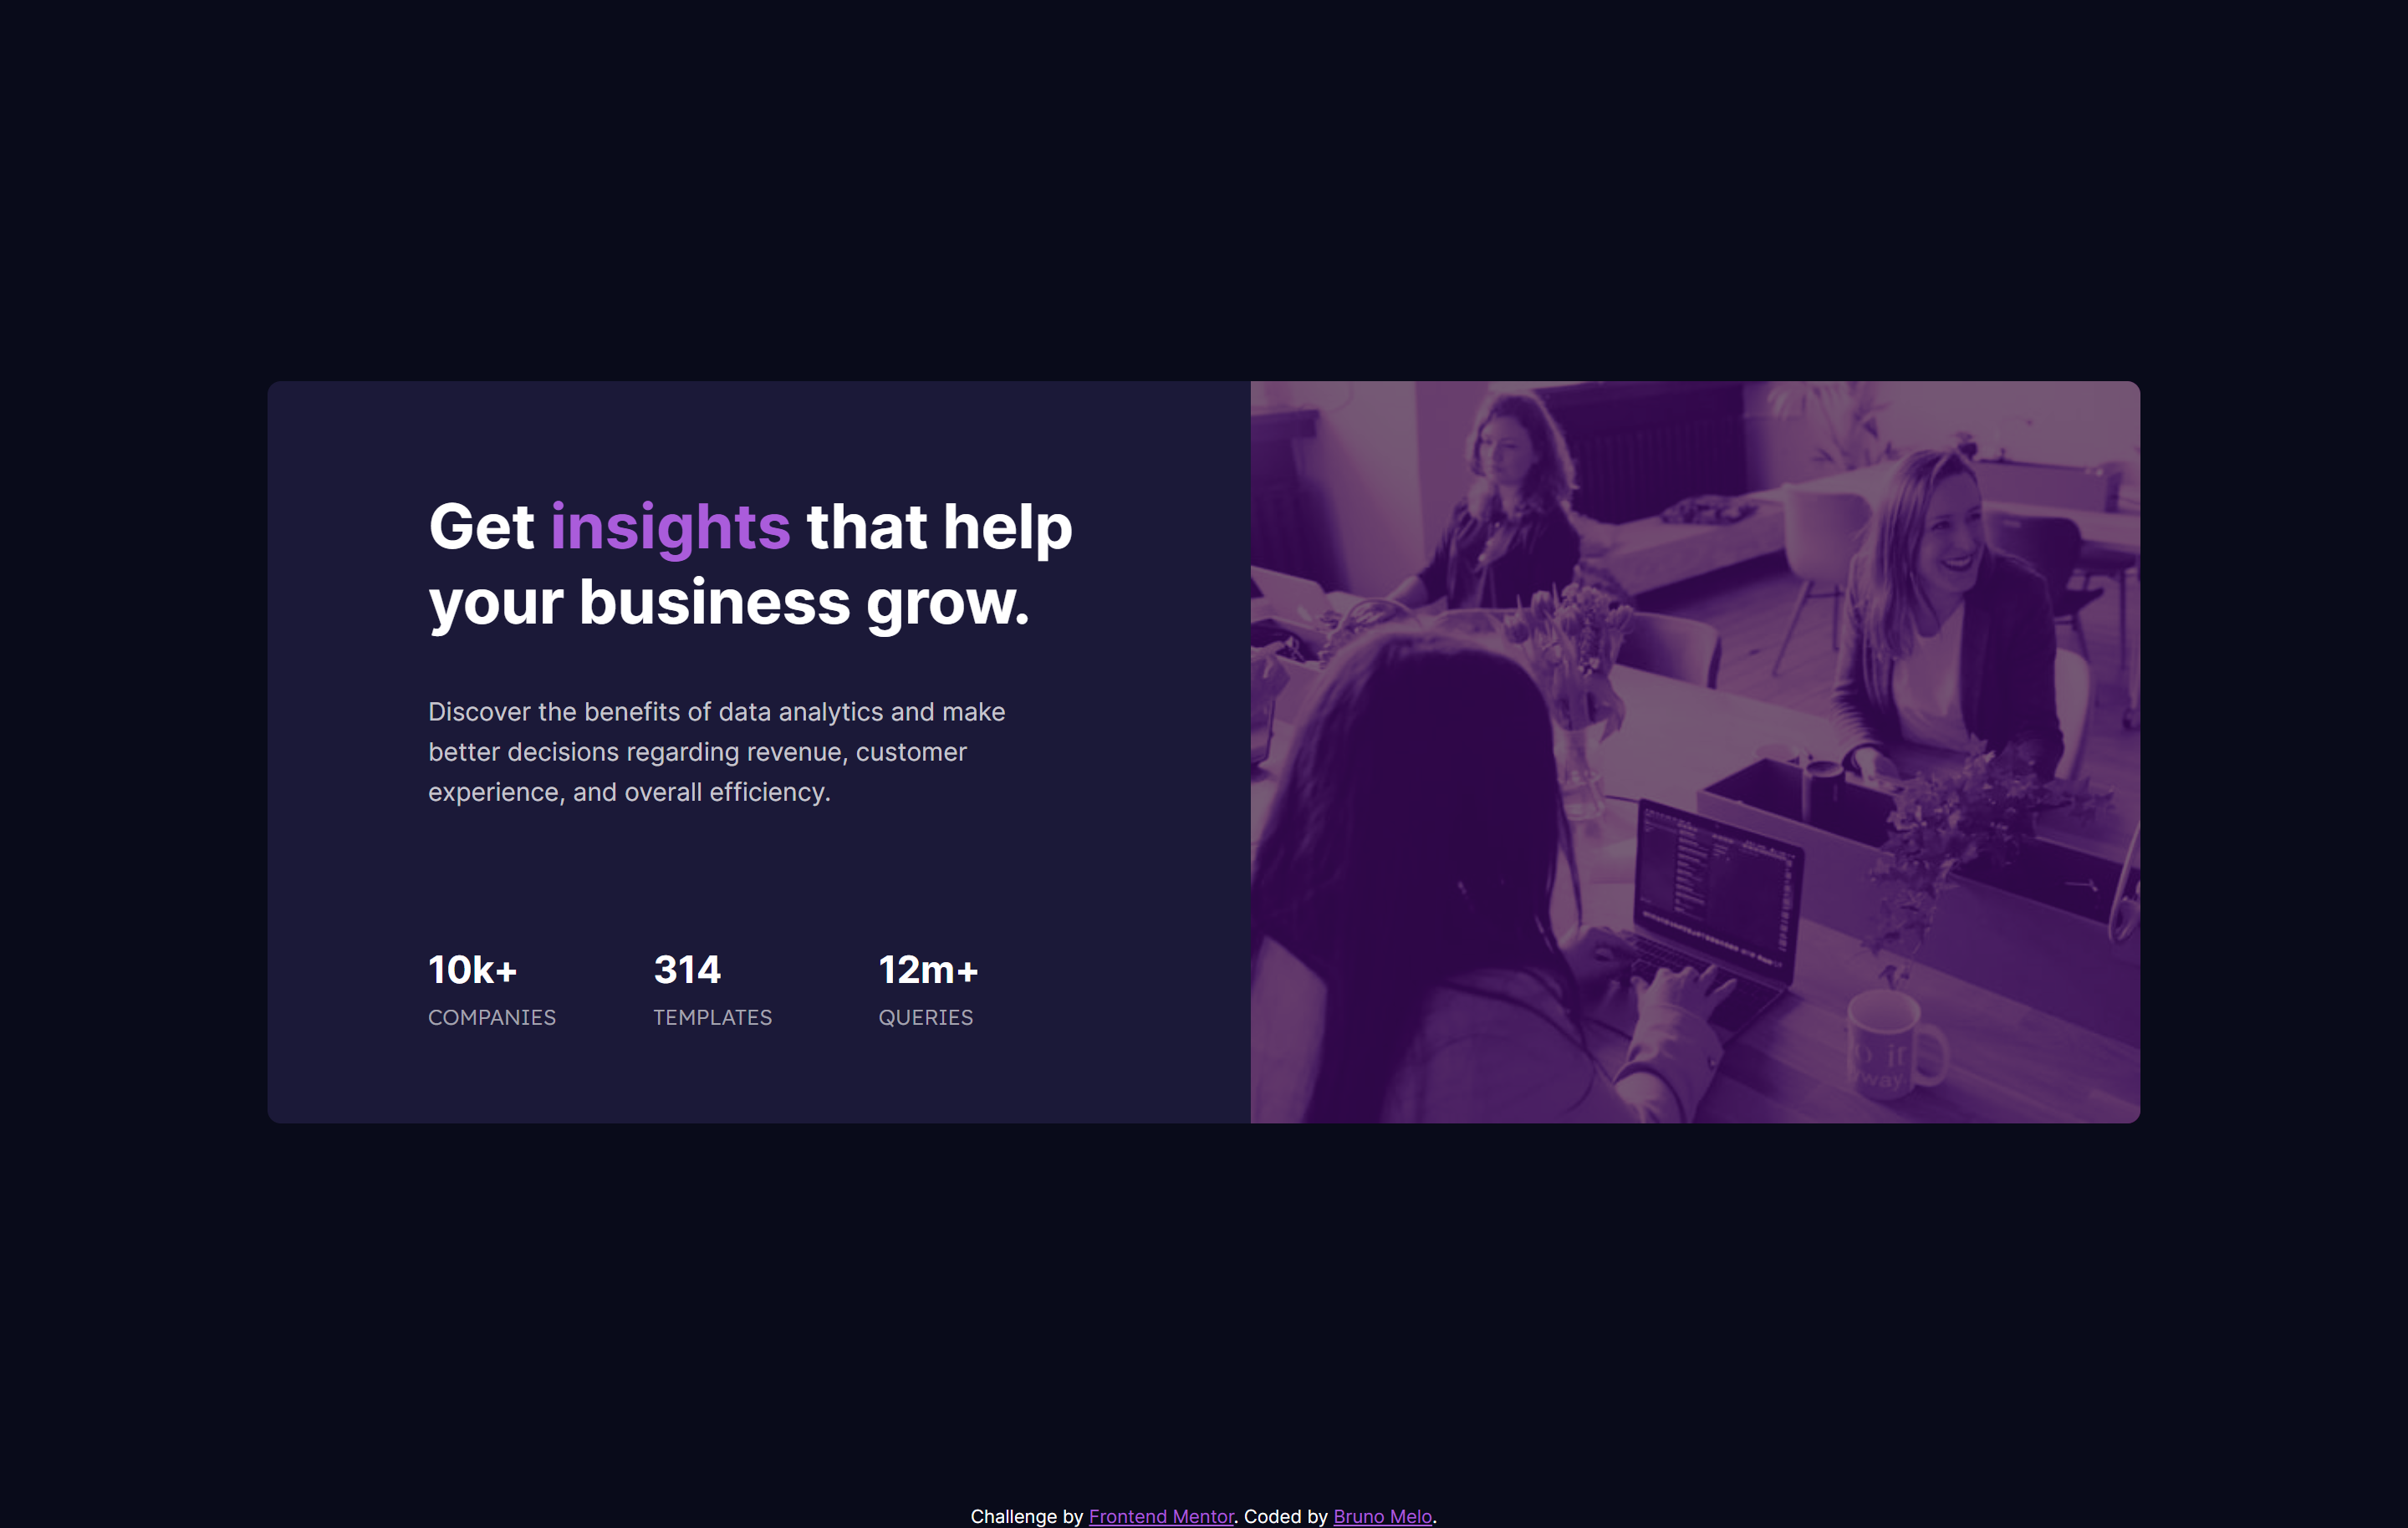 Get insights that help
your business grow.
Discover the benefits of data analytics and make
better decisions regarding revenue, customer
experience, and overall efficiency.
10k+
COMPANIES
314
TEMPLATES
12m+
QUERIES
Challenge by Frontend Mentor. Coded by Bruno Melo.